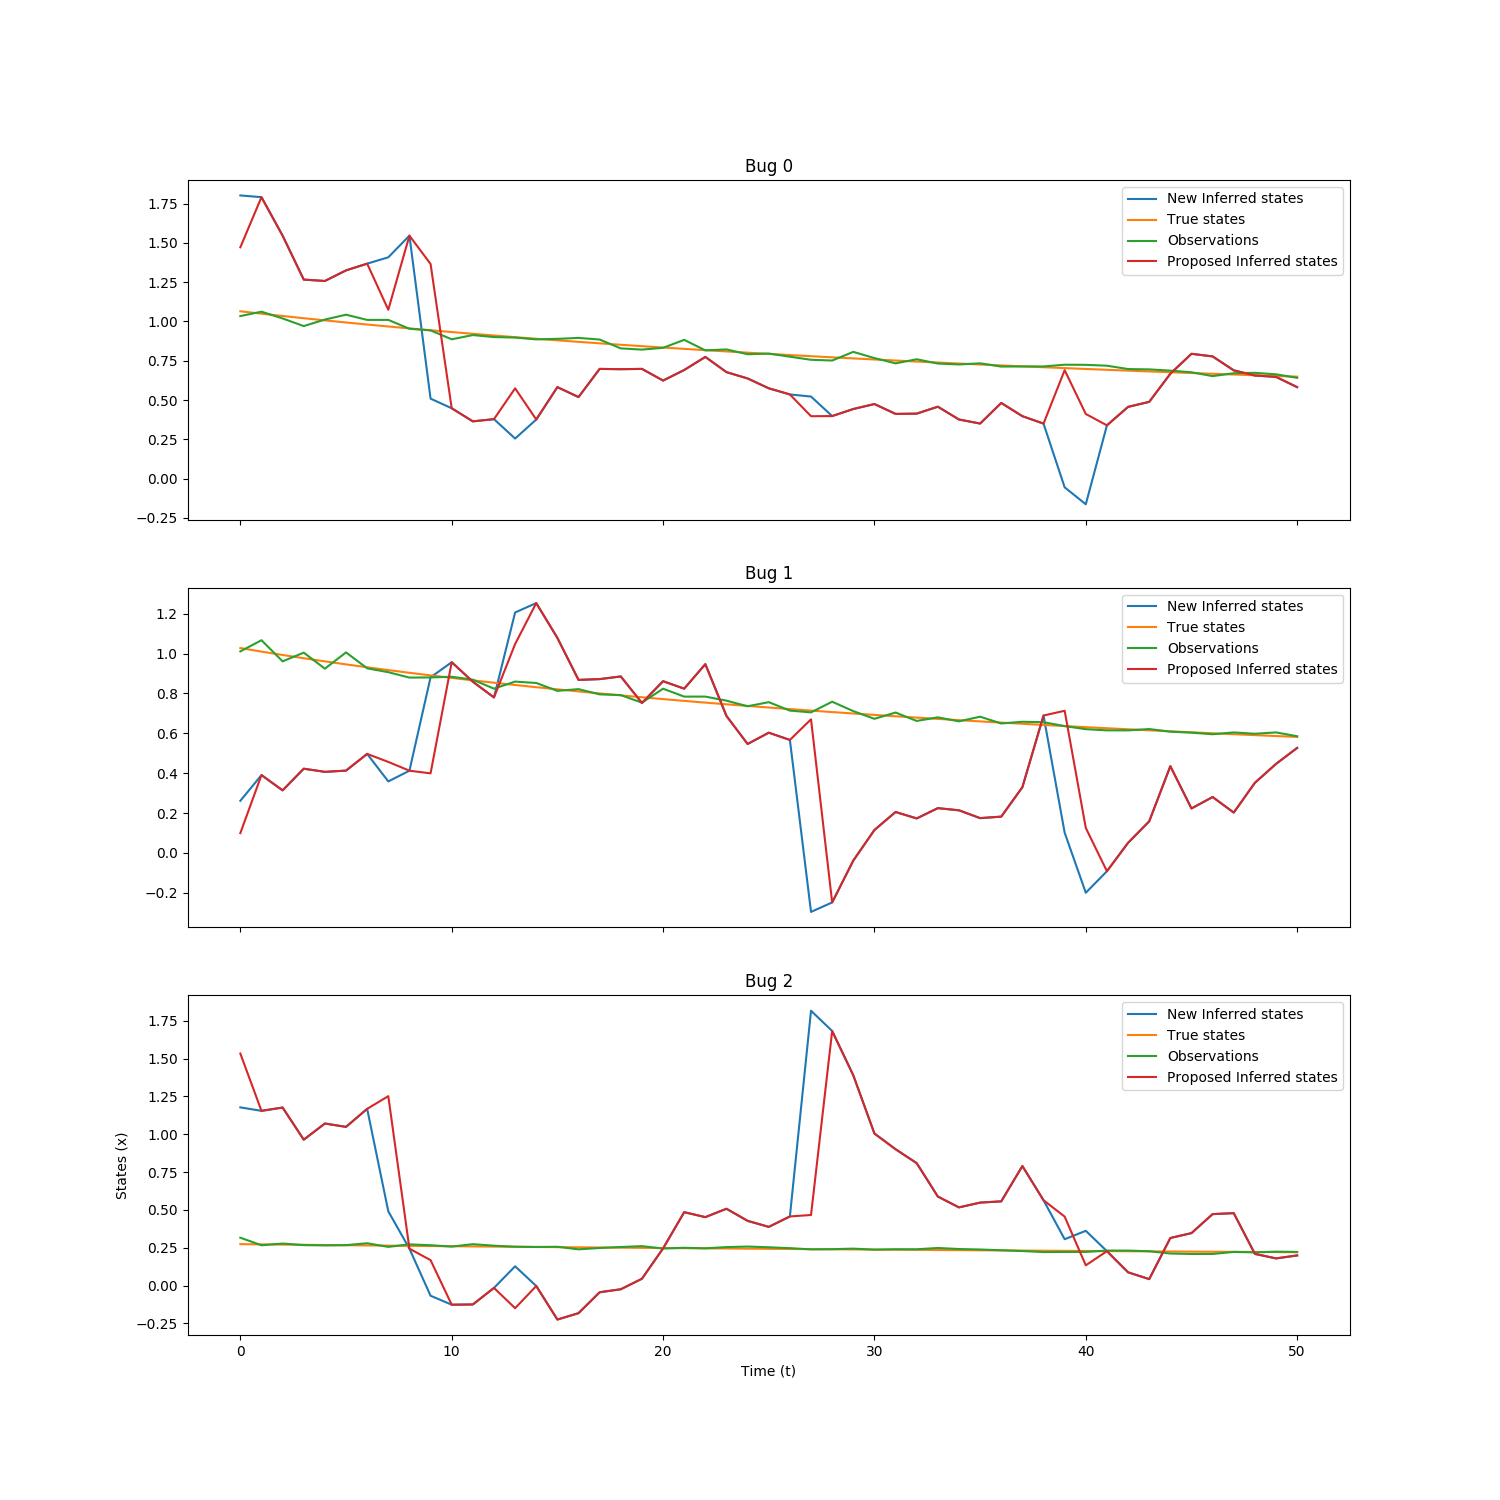 Bug 0
1.75
1.50
1.25
1.00
0.75
0.50
0.25
0.00
−0.25
New Inferred states
True states
Observations
Proposed Inferred states
Bug 1
1.2
1.0
0.8
0.6
0.4
0.2
0.0
−0.2
New Inferred states
True states
Observations
Proposed Inferred states
Bug 2
1.75
1.50
1.25
1.00
0.75
0.50
0.25
0.00
−0.25
States (x)
New Inferred states
True states
Observations
Proposed Inferred states
0 10 20 30 40 50
Time (t)